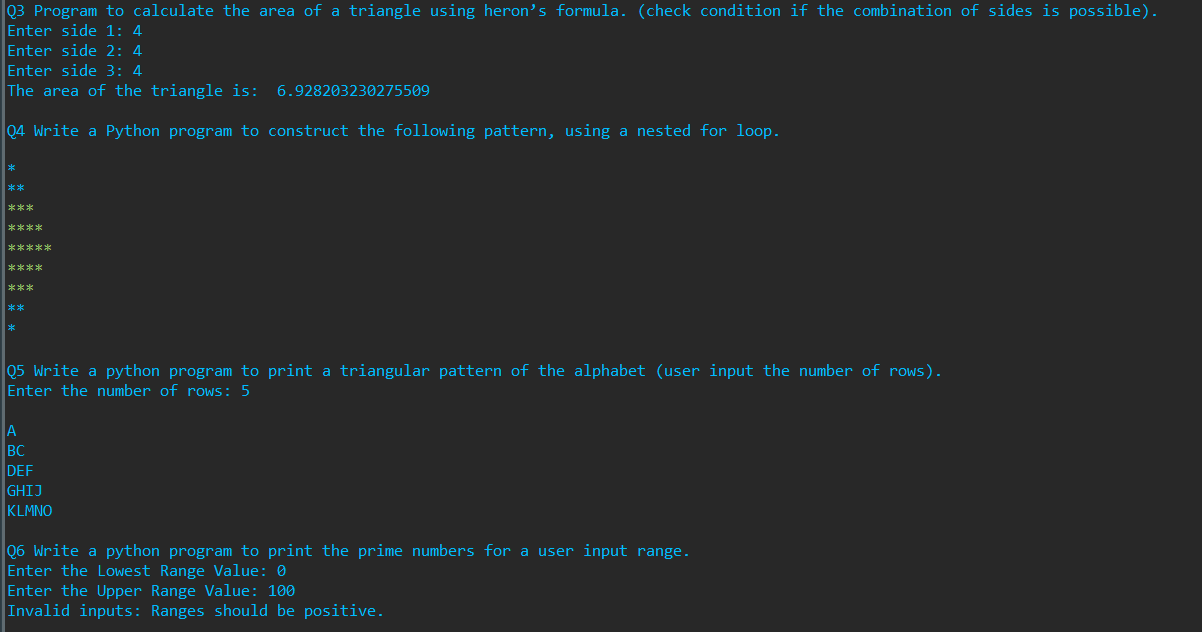 Q3 Program to calculate the area of a triangle using heron’s formula. (check condition if the combination of sides is possible).
Enter side 1: 4
Enter side 2: 4
Enter side 3: 4
The area of the triangle is:  6.928203230275509
Q4 Write a Python program to construct the following pattern, using a nested for loop.
*
**
***
****
*****
****
***
**
*
Q5 Write a python program to print a triangular pattern of the alphabet (user input the number of rows).
Enter the number of rows: 5
A
BC
DEF
GHIJ
KLMNO
Q6 Write a python program to print the prime numbers for a user input range.
Enter the Lowest Range Value: 0
Enter the Upper Range Value: 100
Invalid inputs: Ranges should be positive.